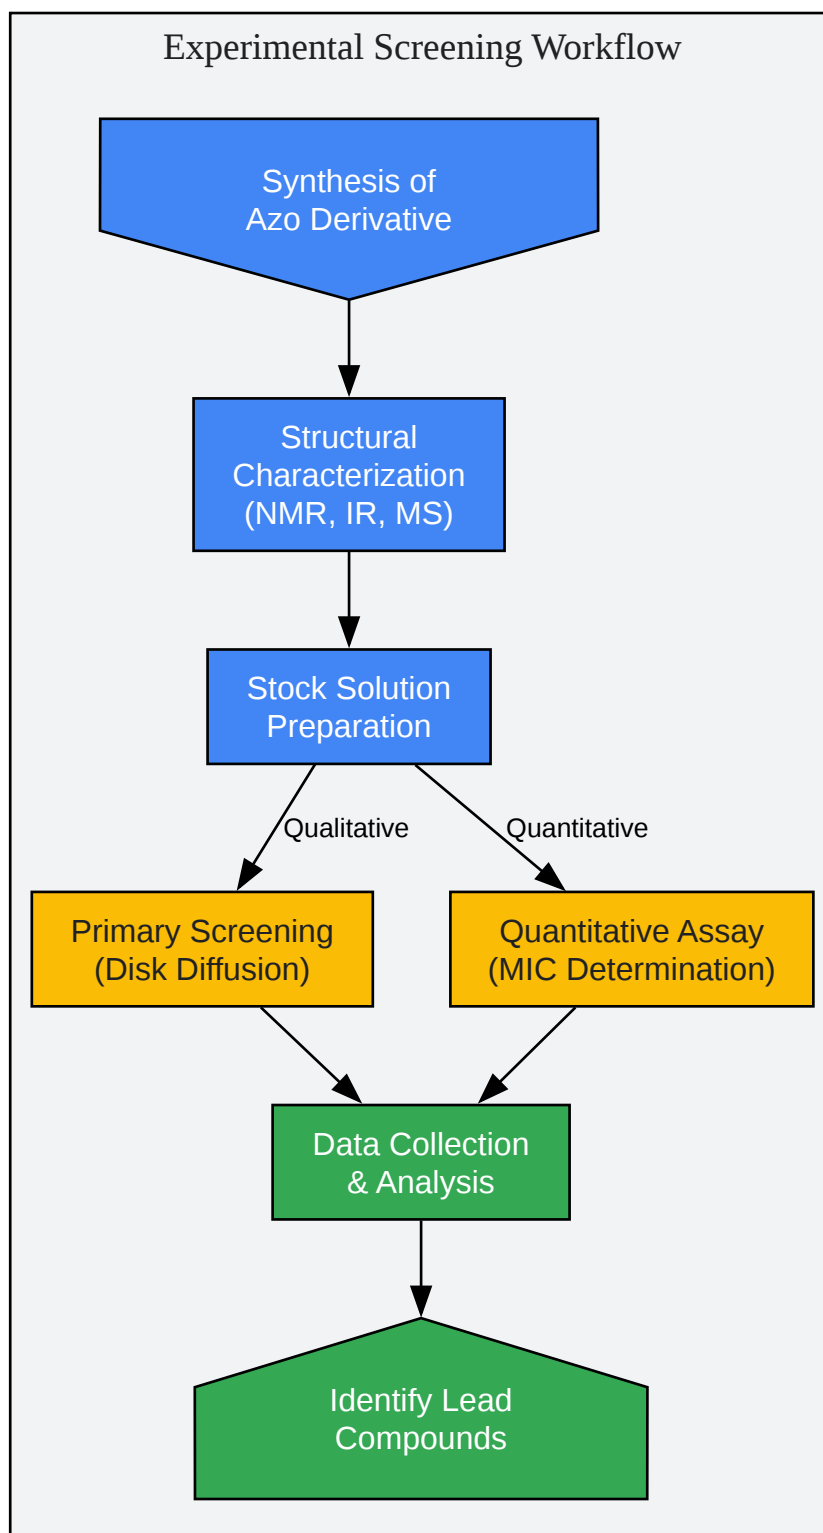 Experimental Screening Workflow
Synthesis of
Azo Derivative
Structural
Characterization
(NMR, IR, MS)
Stock Solution
Preparation
Qualitative
Quantitative
Primary Screening
(Disk Diffusion)
Quantitative Assay
(MIC Determination)
Data Collection
& Analysis
Identify Lead
Compounds